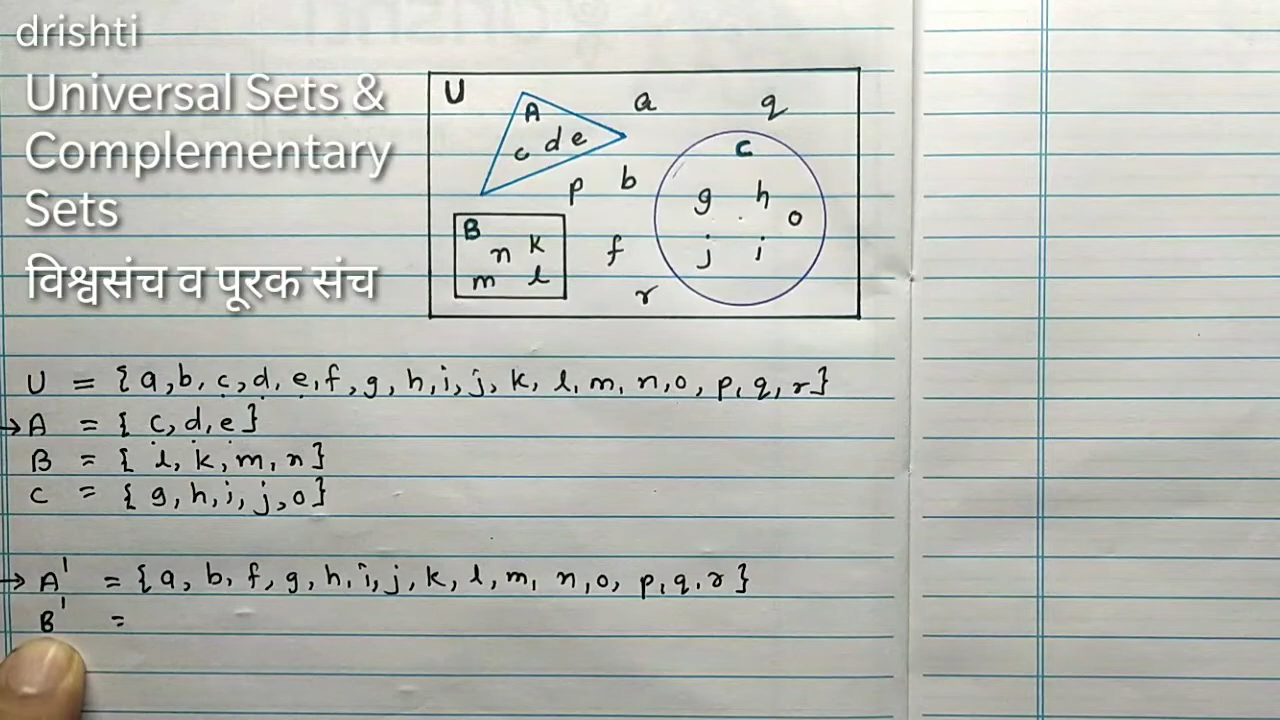 drishti
Universal Sets &
Complementary
Sets
विश्वसंच व पूरक संच
U
A
a
q
c d e
C
p b
g h
o
B
n k
f
j i
m l
r
U = {a, b, c, d, e, f, g, h, i, j, k, l, m, n, o, p, q, r}
→ A = { c, d, e }
B = { l, k, m, n }
C = { g, h, i, j, o }
→ A' = { a, b, f, g, h, i, j, k, l, m, n, o, p, q, r }
B' =